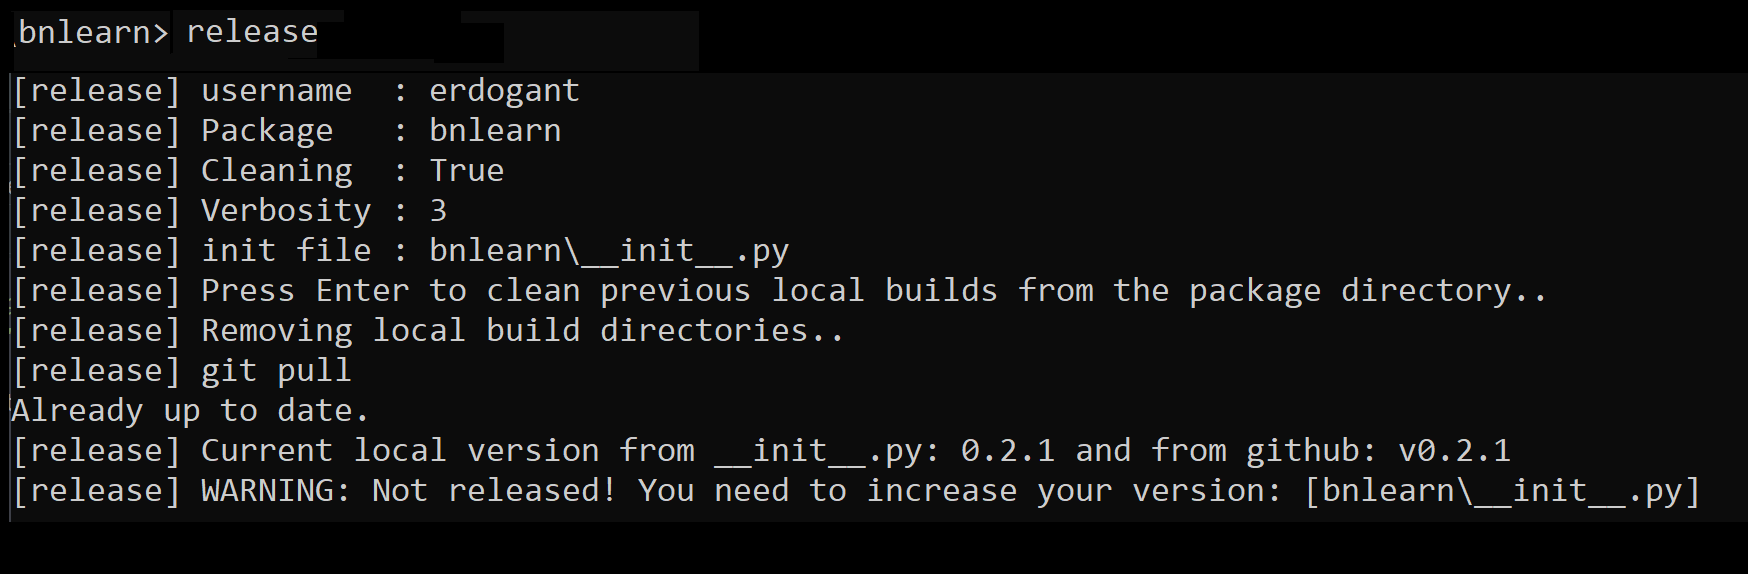 \bnlearn> release
[release] username  : erdogant
[release] Package   : bnlearn
[release] Cleaning  : True
[release] Verbosity : 3
[release] init file : bnlearn\__init__.py
[release] Press Enter to clean previous local builds from the package directory..
[release] Removing local build directories..
[release] git pull
Already up to date.
[release] Current local version from __init__.py: 0.2.1 and from github: v0.2.1
[release] WARNING: Not released! You need to increase your version: [bnlearn\__init__.py]